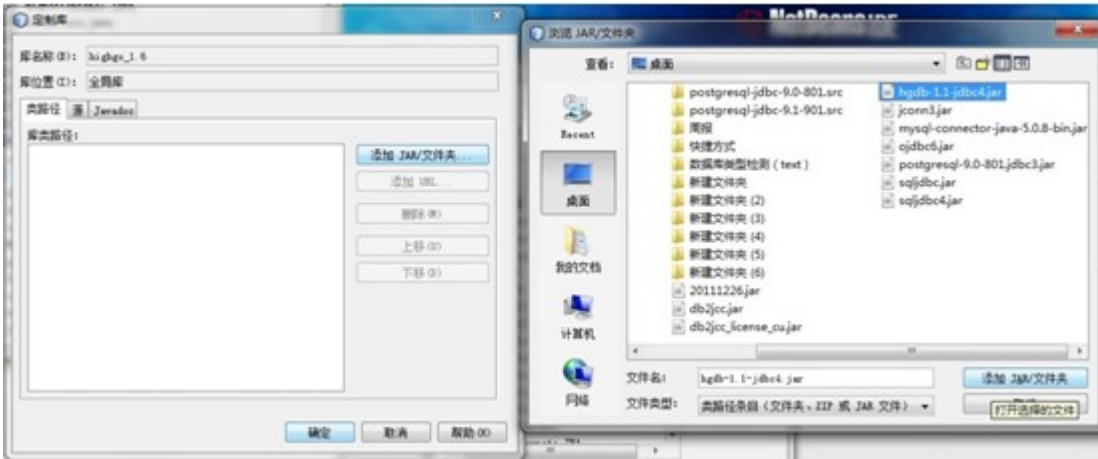 定制库
库名称(N): highgo_1.6
库位置(I): 全局库
类路径 源 Javadoc
库类路径:
添加 JAR/文件夹...
添加 URL...
删除(R)
上移(U)
下移(D)
确定 取消 帮助(H)
NetBeans IDE
浏览 JAR/文件夹
查看: 桌面
Recent
桌面
我的文档
计算机
网络
postgresql-jdbc-9.0-801.src
postgresql-jdbc-9.1-901.src
周报
快捷方式
数据库类型检测（text）
新建文件夹
新建文件夹 (2)
新建文件夹 (3)
新建文件夹 (4)
新建文件夹 (5)
新建文件夹 (6)
20111226.jar
db2jcc.jar
db2jcc_license_cu.jar
hgdb-1.1-jdbc4.jar
jconn3.jar
mysql-connector-java-5.0.8-bin.jar
ojdbc6.jar
postgresql-9.0-801.jdbc3.jar
sqljdbc.jar
sqljdbc4.jar
文件名: hgdb-1.1-jdbc4.jar
添加 JAR/文件夹
文件类型: 类路径条目（文件夹、ZIP 或 JAR 文件）
打开选择的文件